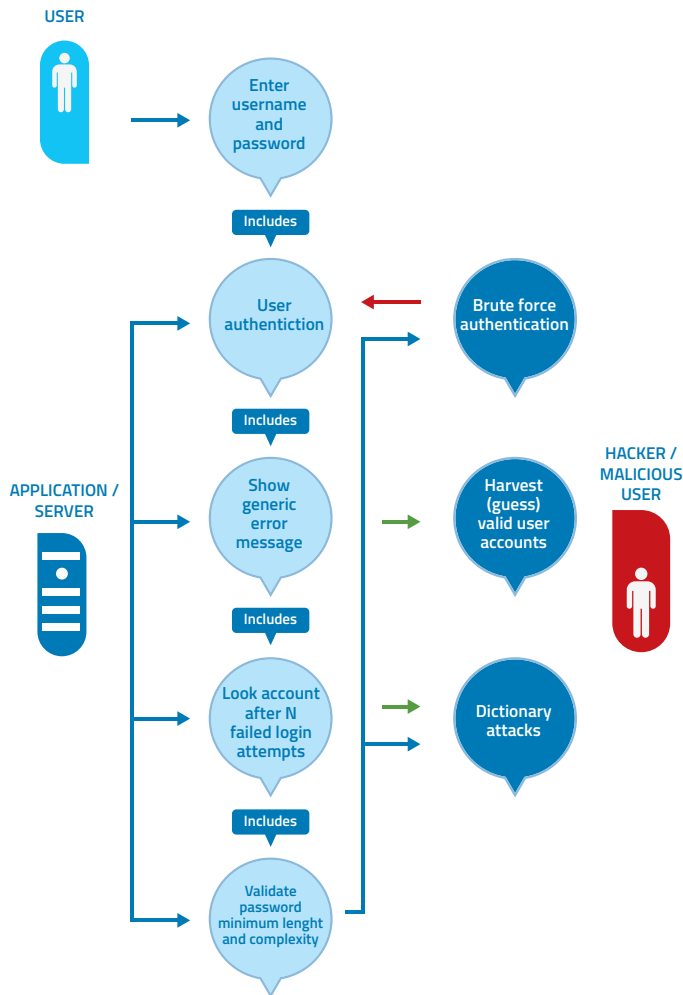 USER
Enter
username
and
password
Includes
User
authentiction
Brute force
authentication
Includes
APPLICATION /
SERVER
Show
generic
error
message
Harvest
(guess)
valid user
accounts
HACKER /
MALICIOUS
USER
Includes
Look account
after N
failed login
attempts
Dictionary
attacks
Includes
Validate
password
minimum lenght
and complexity